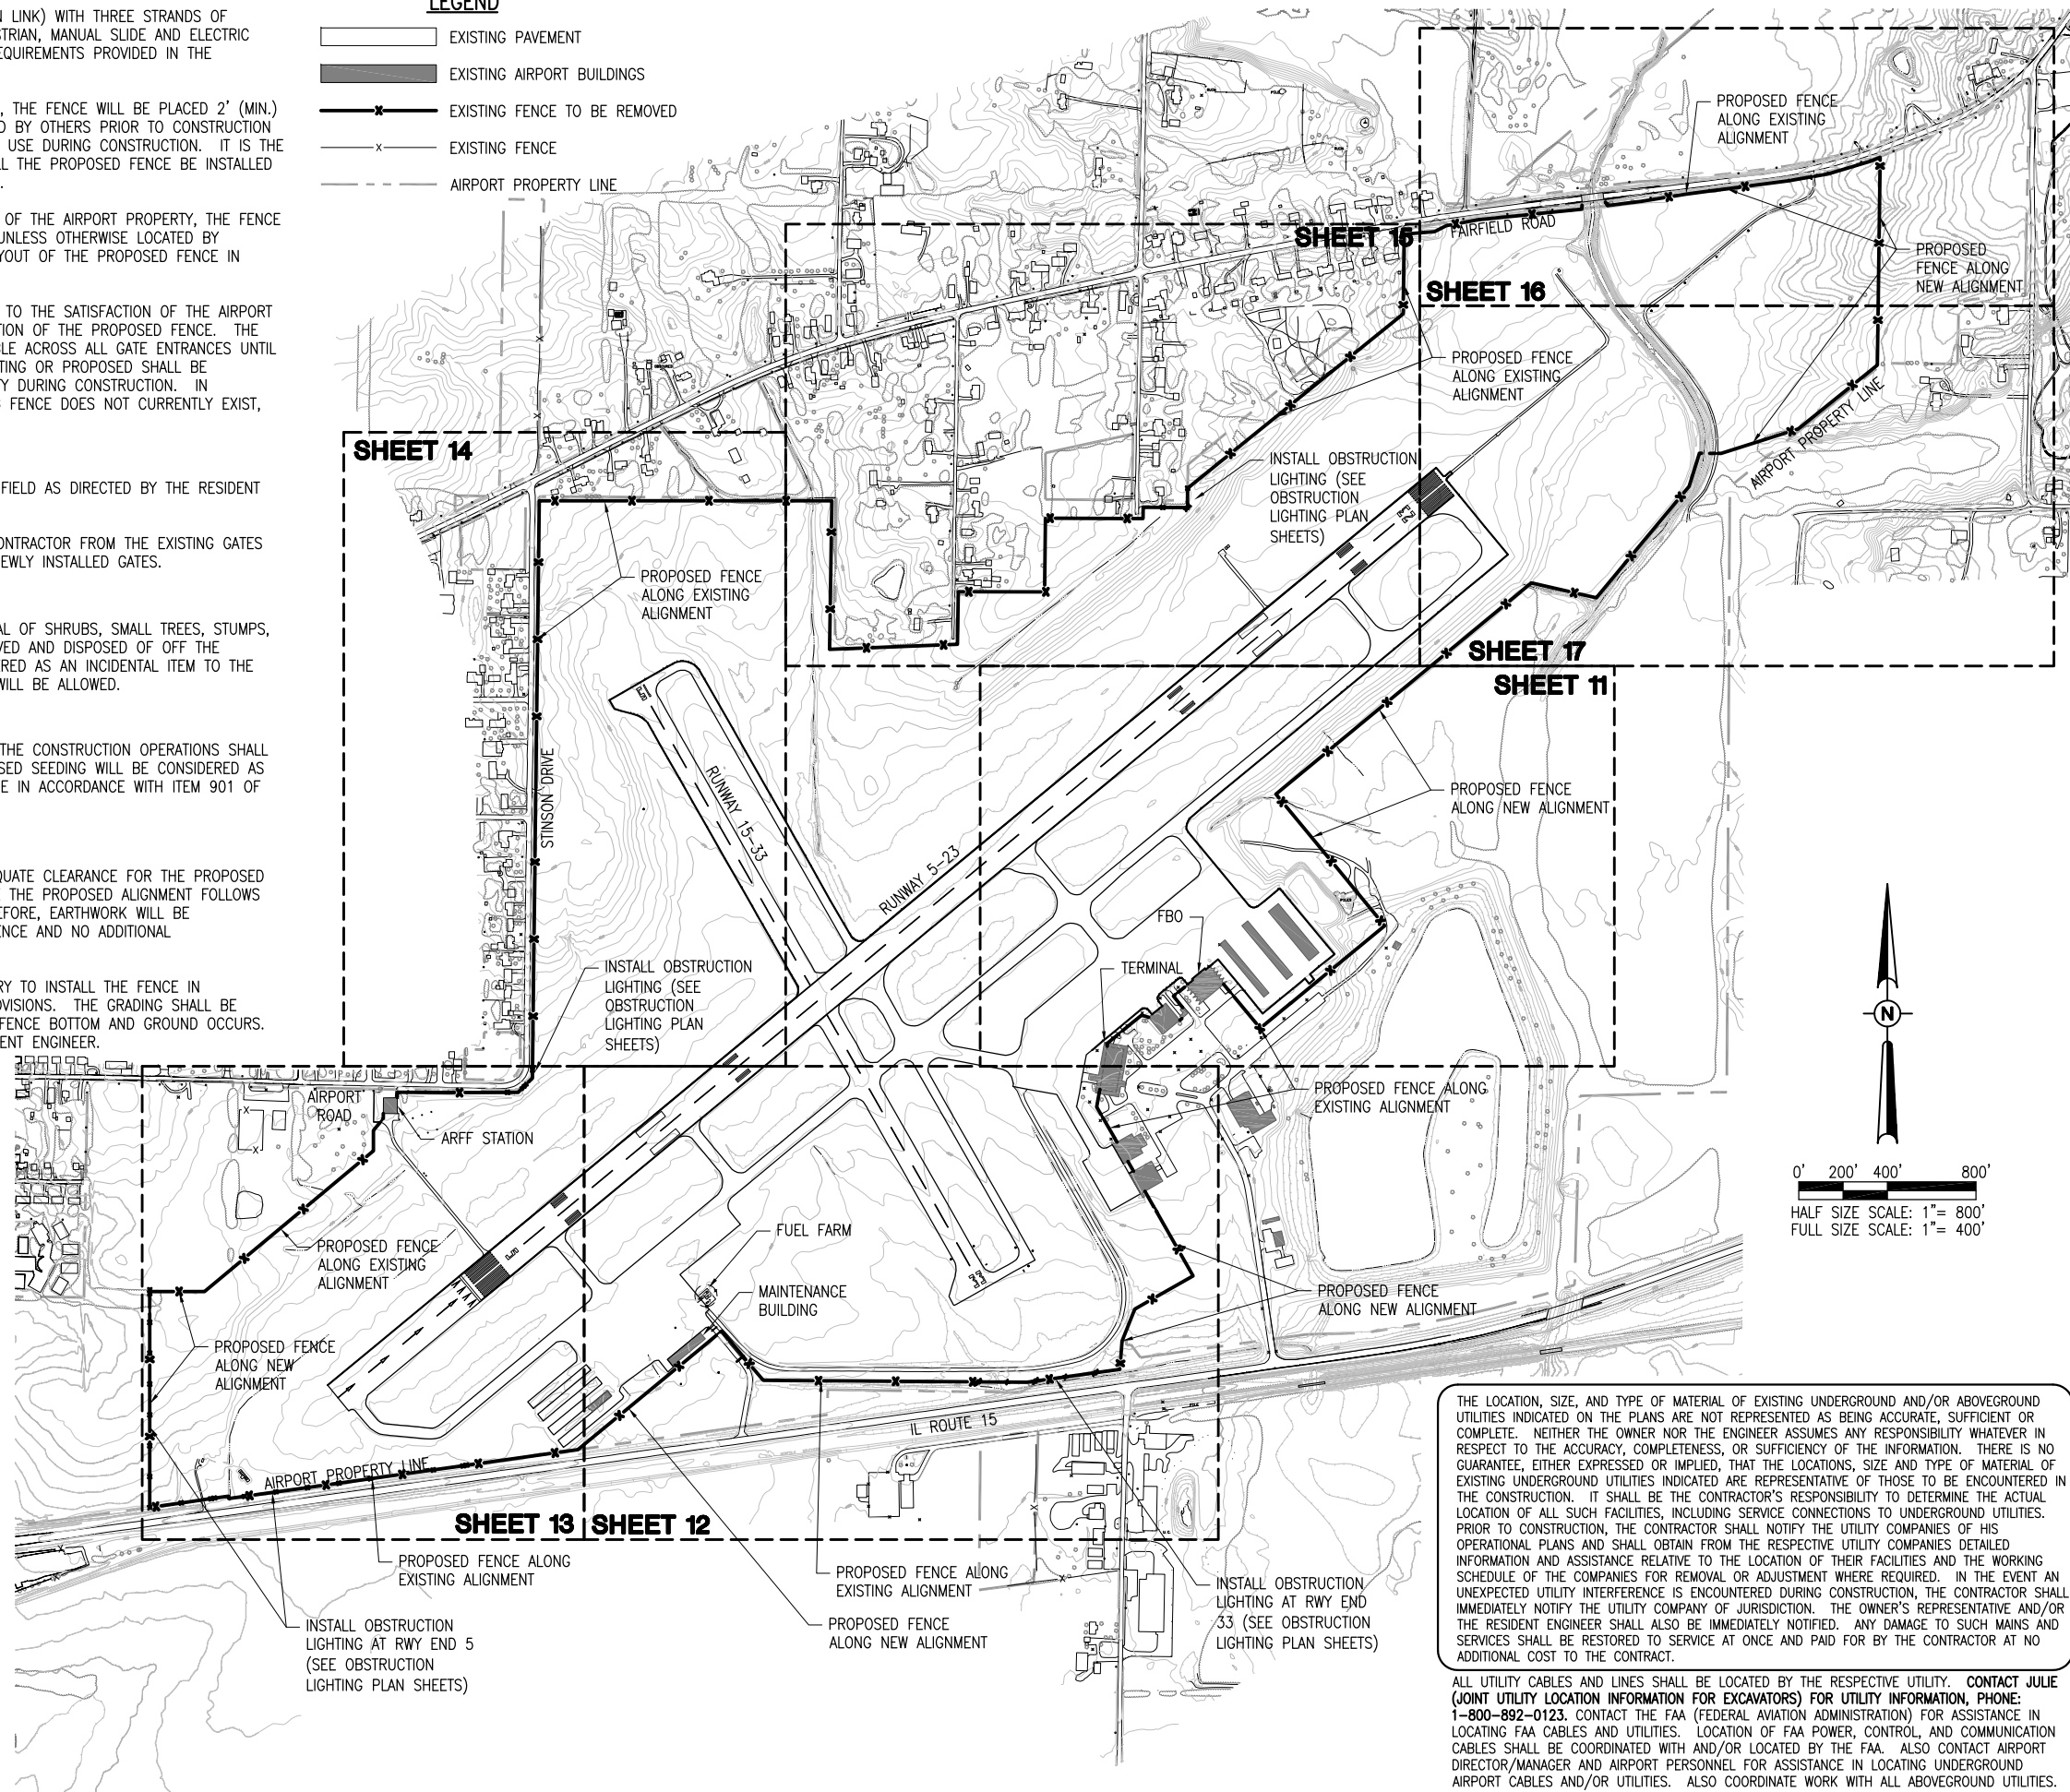 N LINK) WITH THREE STRANDS OF
STRIAN, MANUAL SLIDE AND ELECTRIC
EQUIREMENTS PROVIDED IN THE
, THE FENCE WILL BE PLACED 2' (MIN.)
D BY OTHERS PRIOR TO CONSTRUCTION
USE DURING CONSTRUCTION. IT IS THE
LL THE PROPOSED FENCE BE INSTALLED
.
OF THE AIRPORT PROPERTY, THE FENCE
UNLESS OTHERWISE LOCATED BY
YOUT OF THE PROPOSED FENCE IN
TO THE SATISFACTION OF THE AIRPORT
TION OF THE PROPOSED FENCE. THE
BLE ACROSS ALL GATE ENTRANCES UNTIL
TING OR PROPOSED SHALL BE
Y DURING CONSTRUCTION. IN
FENCE DOES NOT CURRENTLY EXIST,
FIELD AS DIRECTED BY THE RESIDENT
ONTRACTOR FROM THE EXISTING GATES
EWLY INSTALLED GATES.
AL OF SHRUBS, SMALL TREES, STUMPS,
VED AND DISPOSED OF OFF THE
ERED AS AN INCIDENTAL ITEM TO THE
WILL BE ALLOWED.
THE CONSTRUCTION OPERATIONS SHALL
SED SEEDING WILL BE CONSIDERED AS
E IN ACCORDANCE WITH ITEM 901 OF
QUATE CLEARANCE FOR THE PROPOSED
E THE PROPOSED ALIGNMENT FOLLOWS
EFORE, EARTHWORK WILL BE
ENCE AND NO ADDITIONAL
RY TO INSTALL THE FENCE IN
OVISIONS. THE GRADING SHALL BE
FENCE BOTTOM AND GROUND OCCURS.
ENT ENGINEER.
LEGEND
EXISTING PAVEMENT
EXISTING AIRPORT BUILDINGS
EXISTING FENCE TO BE REMOVED
EXISTING FENCE
AIRPORT PROPERTY LINE
PROPOSED FENCE
ALONG EXISTING
ALIGNMENT
FAIRFIELD ROAD
SHEET 15
SHEET 16
PROPOSED
FENCE ALONG
NEW ALIGNMENT
PROPOSED FENCE
ALONG EXISTING
ALIGNMENT
AIRPORT PROPERTY LINE
SHEET 14
INSTALL OBSTRUCTION
LIGHTING (SEE
OBSTRUCTION
LIGHTING PLAN
SHEETS)
23
PROPOSED FENCE
ALONG EXISTING
ALIGNMENT
SHEET 17
SHEET 11
15
STINSON DRIVE
RUNWAY 15-33
RUNWAY 5-23
PROPOSED FENCE
ALONG NEW ALIGNMENT
FBO
TERMINAL
INSTALL OBSTRUCTION
LIGHTING (SEE
OBSTRUCTION
LIGHTING PLAN
SHEETS)
AIRPORT
ROAD
ARFF STATION
PROPOSED FENCE ALONG
EXISTING ALIGNMENT
N
0' 200' 400' 800'
HALF SIZE SCALE: 1"= 800'
FULL SIZE SCALE: 1"= 400'
FUEL FARM
MAINTENANCE
BUILDING
5
33
PROPOSED FENCE
ALONG EXISTING
ALIGNMENT
PROPOSED FENCE
ALONG NEW ALIGNMENT
PROPOSED FENCE
ALONG NEW
ALIGNMENT
IL ROUTE 15
AIRPORT PROPERTY LINE
SHEET 13
SHEET 12
PROPOSED FENCE ALONG
EXISTING ALIGNMENT
INSTALL OBSTRUCTION
LIGHTING AT RWY END 5
(SEE OBSTRUCTION
LIGHTING PLAN SHEETS)
PROPOSED FENCE ALONG
EXISTING ALIGNMENT
PROPOSED FENCE
ALONG NEW ALIGNMENT
INSTALL OBSTRUCTION
LIGHTING AT RWY END
33 (SEE OBSTRUCTION
LIGHTING PLAN SHEETS)
THE LOCATION, SIZE, AND TYPE OF MATERIAL OF EXISTING UNDERGROUND AND/OR ABOVEGROUND
UTILITIES INDICATED ON THE PLANS ARE NOT REPRESENTED AS BEING ACCURATE, SUFFICIENT OR
COMPLETE. NEITHER THE OWNER NOR THE ENGINEER ASSUMES ANY RESPONSIBILITY WHATEVER IN
RESPECT TO THE ACCURACY, COMPLETENESS, OR SUFFICIENCY OF THE INFORMATION. THERE IS NO
GUARANTEE, EITHER EXPRESSED OR IMPLIED, THAT THE LOCATIONS, SIZE AND TYPE OF MATERIAL OF
EXISTING UNDERGROUND UTILITIES INDICATED ARE REPRESENTATIVE OF THOSE TO BE ENCOUNTERED IN
THE CONSTRUCTION. IT SHALL BE THE CONTRACTOR'S RESPONSIBILITY TO DETERMINE THE ACTUAL
LOCATION OF ALL SUCH FACILITIES, INCLUDING SERVICE CONNECTIONS TO UNDERGROUND UTILITIES.
PRIOR TO CONSTRUCTION, THE CONTRACTOR SHALL NOTIFY THE UTILITY COMPANIES OF HIS
OPERATIONAL PLANS AND SHALL OBTAIN FROM THE RESPECTIVE UTILITY COMPANIES DETAILED
INFORMATION AND ASSISTANCE RELATIVE TO THE LOCATION OF THEIR FACILITIES AND THE WORKING
SCHEDULE OF THE COMPANIES FOR REMOVAL OR ADJUSTMENT WHERE REQUIRED. IN THE EVENT AN
UNEXPECTED UTILITY INTERFERENCE IS ENCOUNTERED DURING CONSTRUCTION, THE CONTRACTOR SHALL
IMMEDIATELY NOTIFY THE UTILITY COMPANY OF JURISDICTION. THE OWNER'S REPRESENTATIVE AND/OR
THE RESIDENT ENGINEER SHALL ALSO BE IMMEDIATELY NOTIFIED. ANY DAMAGE TO SUCH MAINS AND
SERVICES SHALL BE RESTORED TO SERVICE AT ONCE AND PAID FOR BY THE CONTRACTOR AT NO
ADDITIONAL COST TO THE CONTRACT.
ALL UTILITY CABLES AND LINES SHALL BE LOCATED BY THE RESPECTIVE UTILITY. CONTACT JULIE
(JOINT UTILITY LOCATION INFORMATION FOR EXCAVATORS) FOR UTILITY INFORMATION, PHONE:
1-800-892-0123. CONTACT THE FAA (FEDERAL AVIATION ADMINISTRATION) FOR ASSISTANCE IN
LOCATING FAA CABLES AND UTILITIES. LOCATION OF FAA POWER, CONTROL, AND COMMUNICATION
CABLES SHALL BE COORDINATED WITH AND/OR LOCATED BY THE FAA. ALSO CONTACT AIRPORT
DIRECTOR/MANAGER AND AIRPORT PERSONNEL FOR ASSISTANCE IN LOCATING UNDERGROUND
AIRPORT CABLES AND/OR UTILITIES. ALSO COORDINATE WORK WITH ALL ABOVEGROUND UTILITIES.